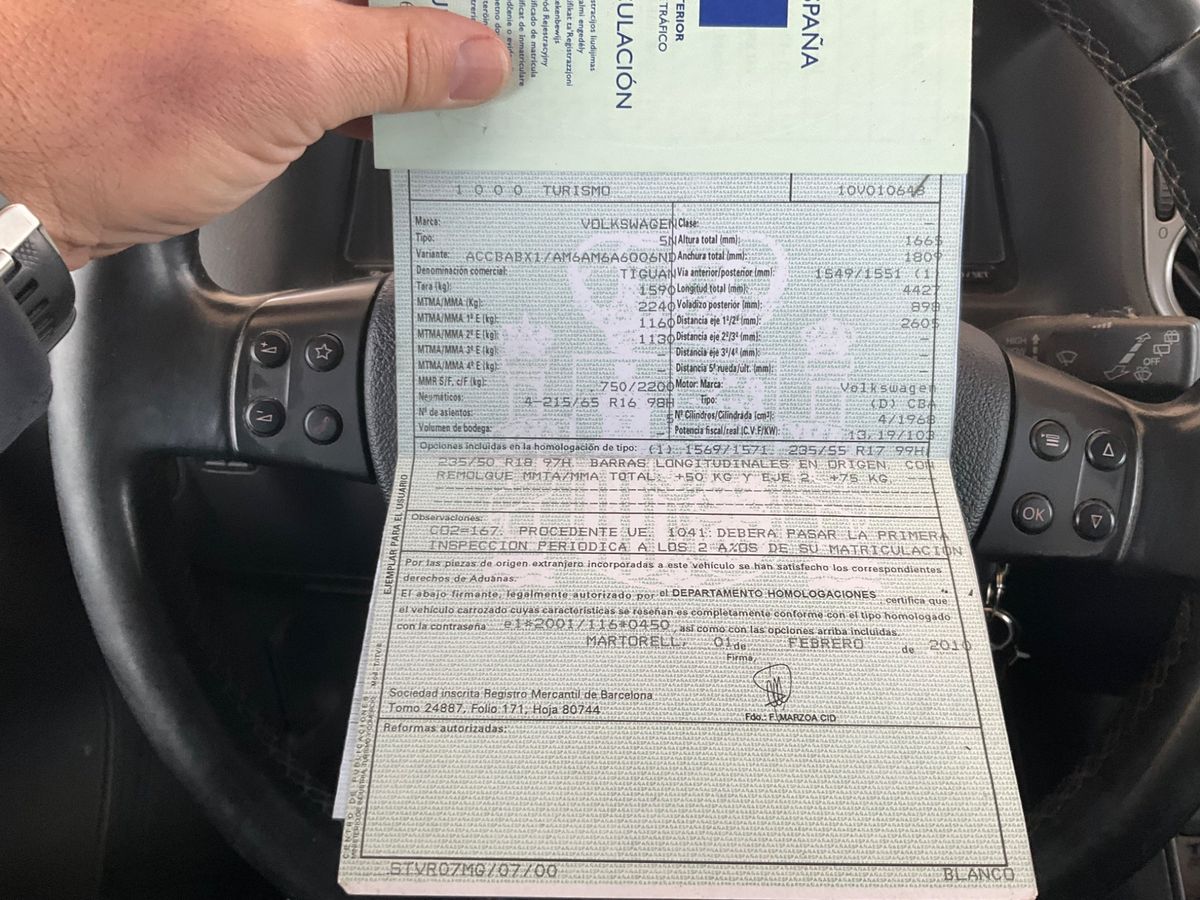 ESPAÑA
TERIOR
TRÁFICO
ULACIÓN
1 0 0 0 TURISMO
10V010646
Marca: VOLKSWAGEN
Clase: -
Tipo: 5N
Altura total (mm): 1665
Variante: ACCBABX1/AM6AM6A6006ND
Anchura total (mm): 1809
Denominación comercial: TIGUAN
Vía anterior/posterior (mm): 1549/1551 (1
Tara (kg): 1590
Longitud total (mm): 4427
MTMA/MMA (Kg): 2240
Voladizo posterior (mm): 898
MTMA/MMA 1º E (kg): 1160
Distancia eje 1º/2º (mm): 2605
MTMA/MMA 2º E (kg): 1130
Distancia eje 2º/3º (mm): -
MTMA/MMA 3º E (kg): -
Distancia eje 3º/4º (mm): -
MTMA/MMA 4º E (kg): -
Distancia 5ª rueda/últ. (mm): -
MMR S/F, c/f (kg): 750/2200
Motor: Marca: Volkswagen
Neumáticos: 4-215/65 R16 98H
Tipo: (D) CBA
Nº de asientos: 5
Nº Cilindros/Cilindrada (cm³): 4/1968
Volumen de bodega: -
Potencia fiscal/real (C.V.F/KW): 13,19/103
Opciones incluidas en la homologación de tipo: (1) 1569/1571. 235/55 R17 99H/
235/50 R18 97H. BARRAS LONGITUDINALES EN ORIGEN. CON
REMOLQUE MMTA/MMA TOTAL: +50 KG Y EJE 2. +75 KG.
Observaciones:
CO2=167. PROCEDENTE UE. 1041:DEBERA PASAR LA PRIMERA
INSPECCION PERIODICA A LOS 2 A%OS DE SU MATRICULACION
Por las piezas de origen extranjero incorporadas a este vehículo se han satisfecho los correspondientes
derechos de Aduanas.
El abajo firmante, legalmente autorizado por el DEPARTAMENTO HOMOLOGACIONES, certifica que
el vehículo carrozado cuyas características se reseñan es completamente conforme con el tipo homologado
con la contraseña e1*2001/116*0450, así como con las opciones arriba incluidas.
MARTORELL, 01 de FEBRERO de 2010
Firma,
Sociedad inscrita Registro Mercantil de Barcelona
Tomo 24887, Folio 171, Hoja 80744
Fdo.: F. MARZOA CID
Reformas autorizadas:
STVR07MG/07/00
BLANCO
EJEMPLAR PARA EL USUARIO
OK
HIGH
OFF